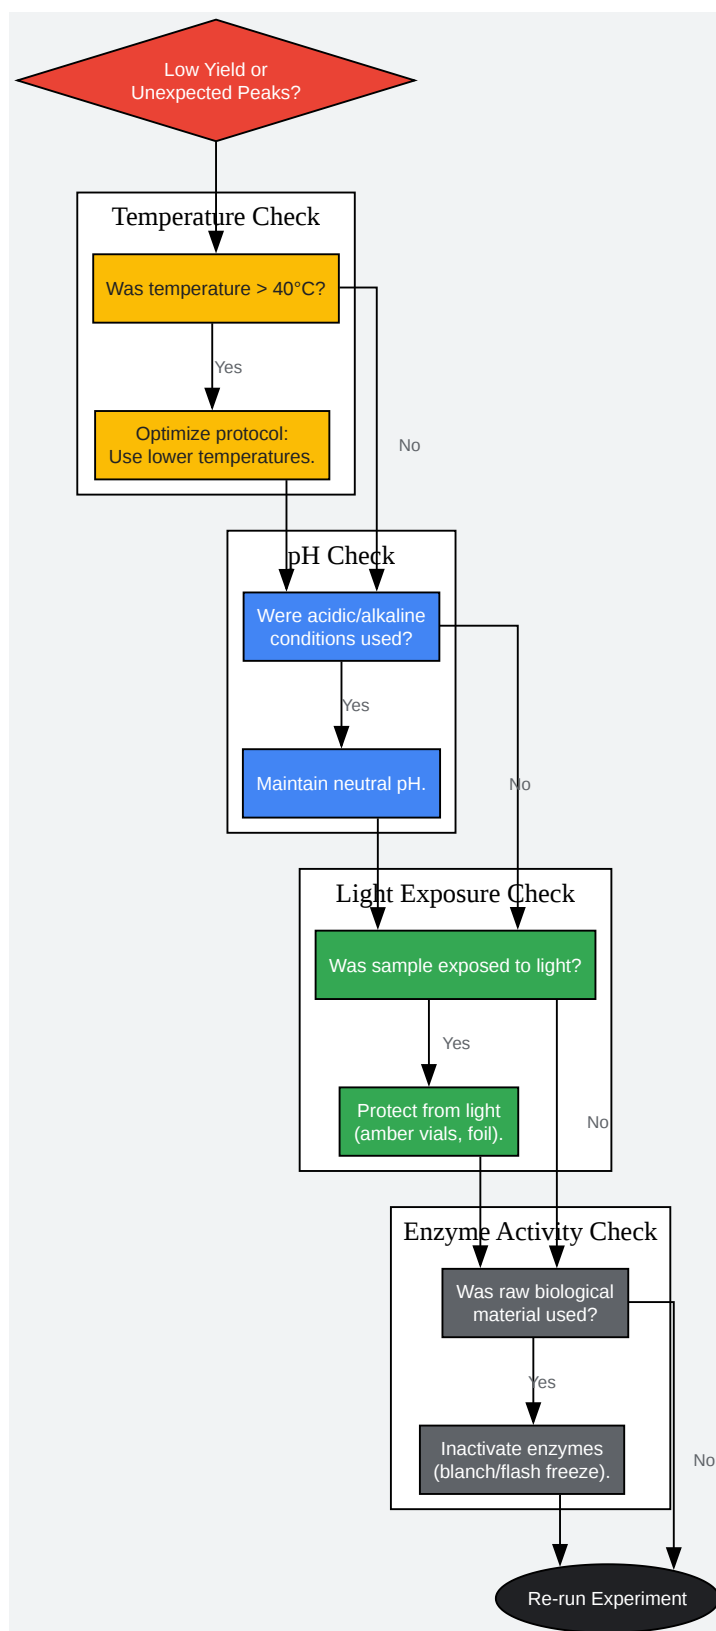 Low Yield or
Unexpected Peaks?
Temperature Check
Was temperature > 40°C?
Yes
Optimize protocol:
Use lower temperatures.
No
pH Check
Were acidic/alkaline
conditions used?
Yes
Maintain neutral pH.
No
Light Exposure Check
Was sample exposed to light?
Yes
Protect from light
(amber vials, foil).
No
Enzyme Activity Check
Was raw biological
material used?
Yes
Inactivate enzymes
(blanch/flash freeze).
No
Re-run Experiment